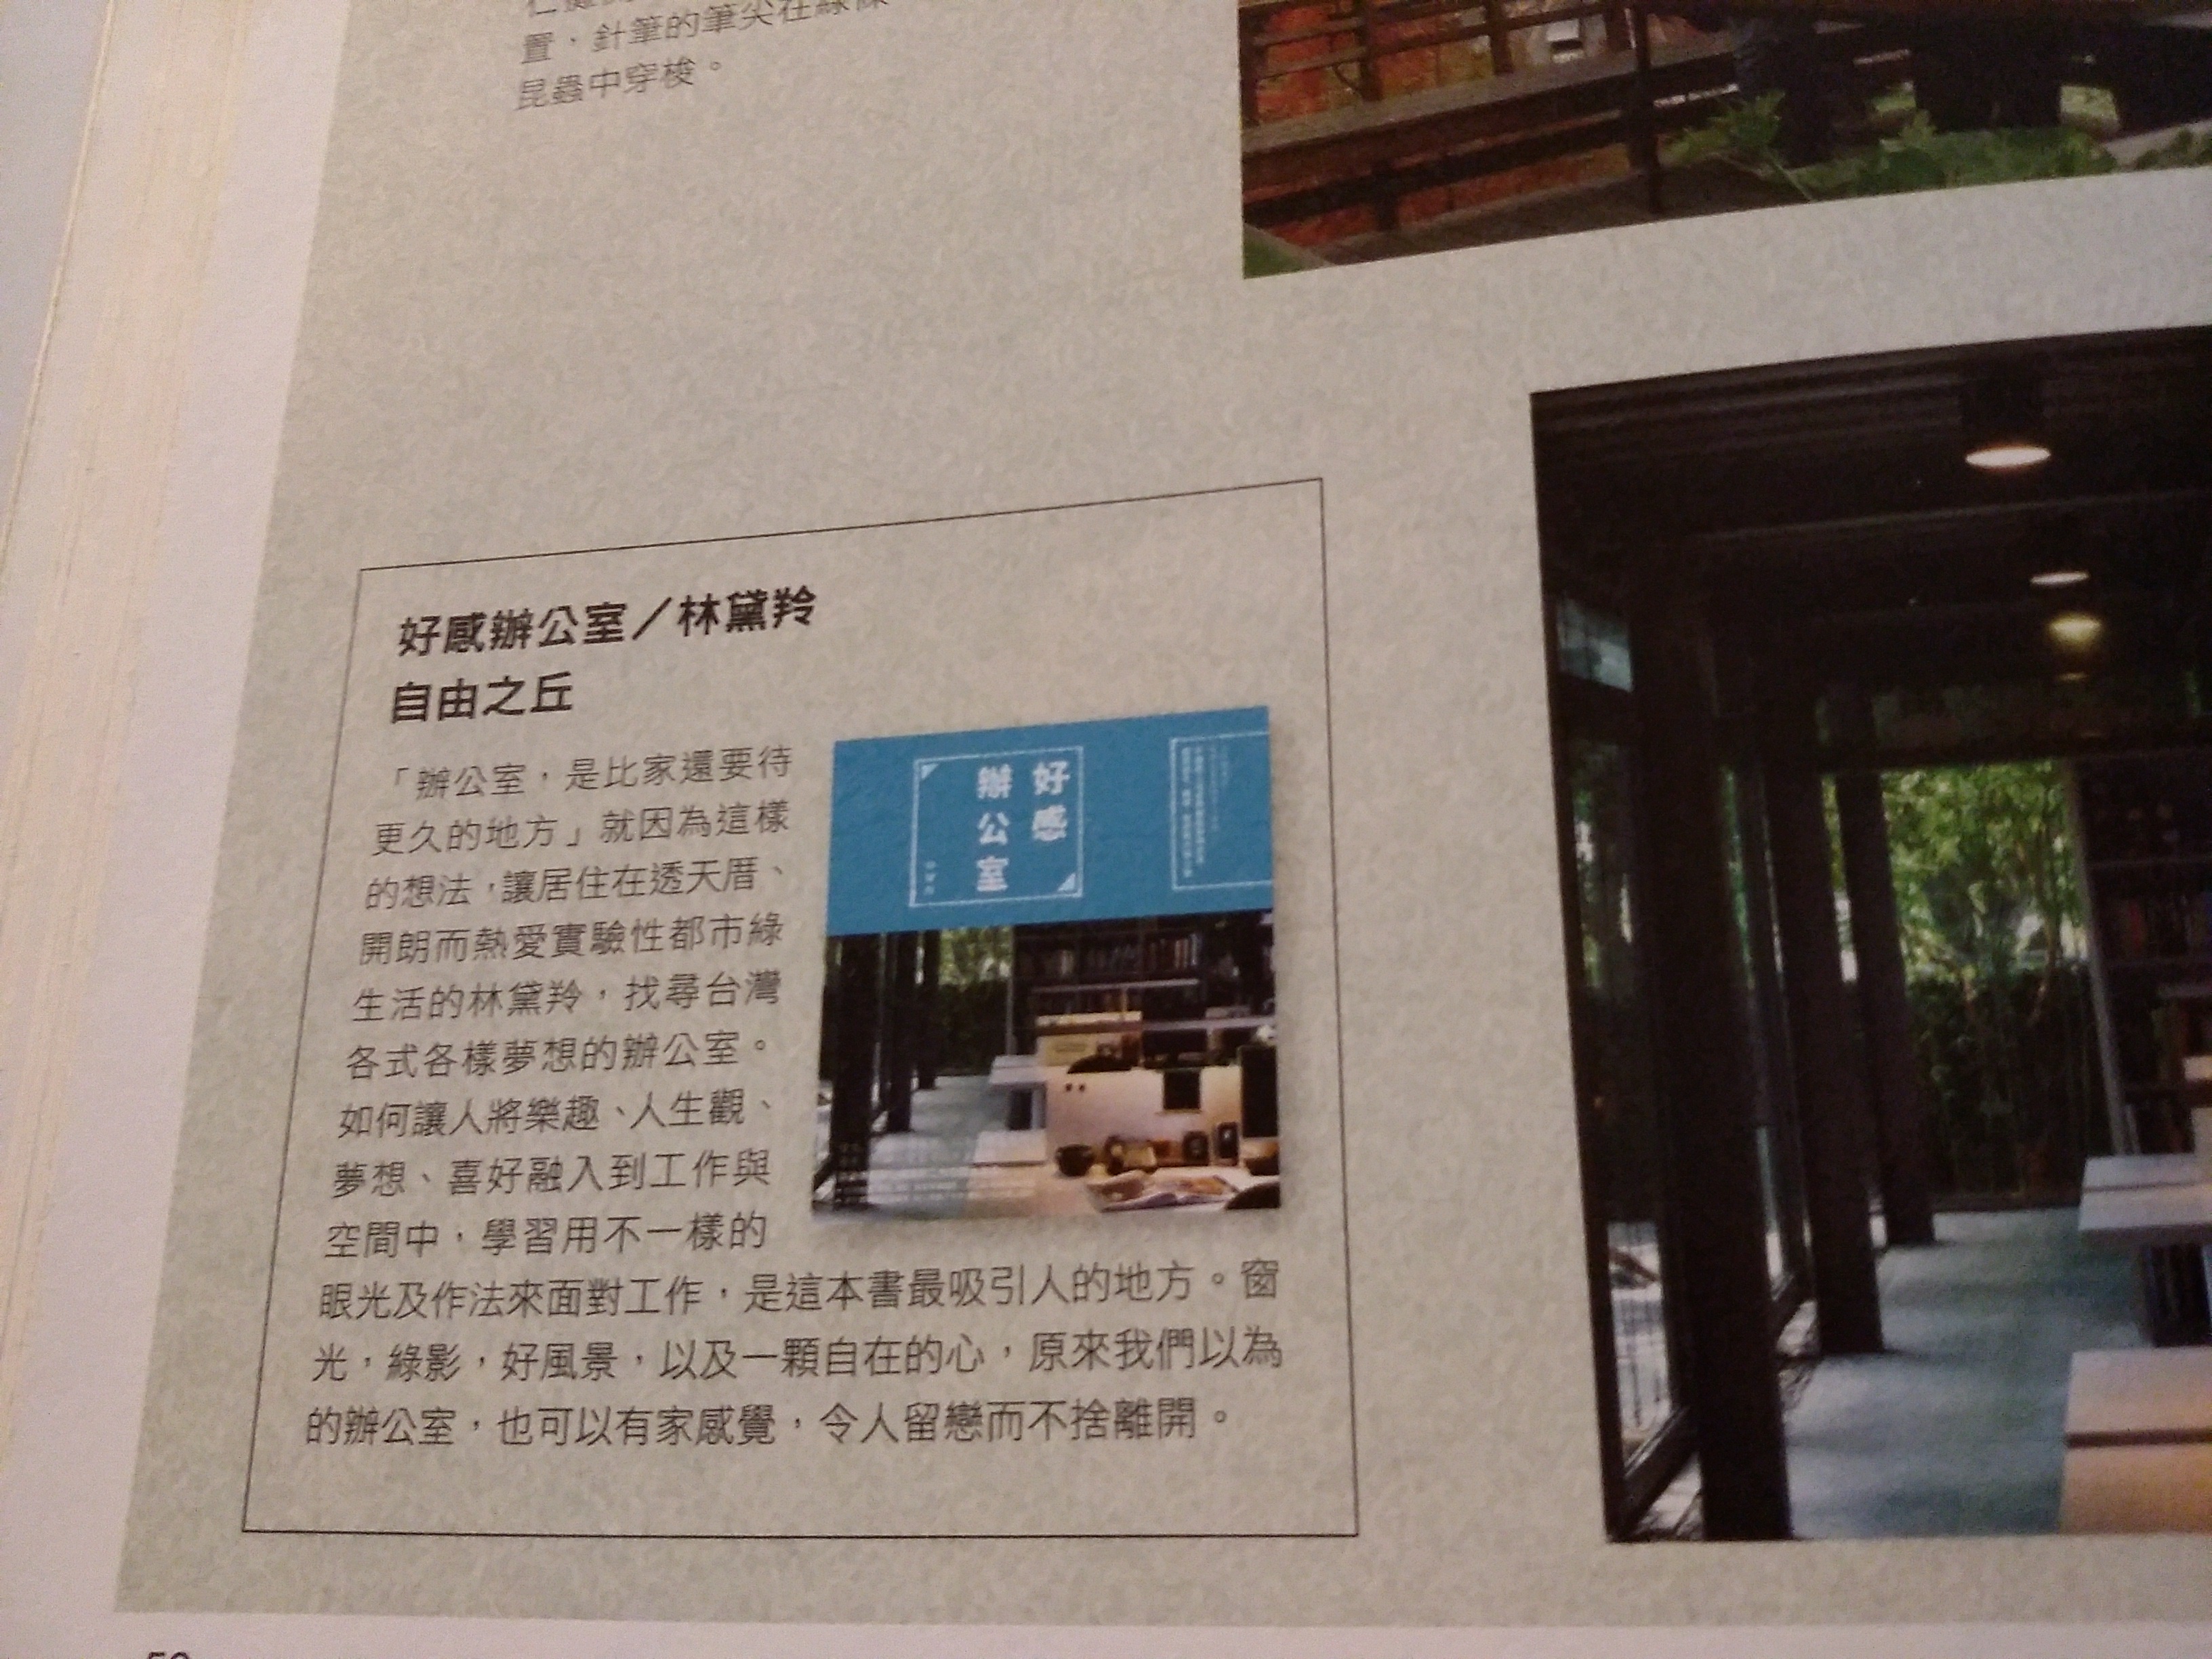 置、針筆的筆尖在線條
昆蟲中穿梭。
好感辦公室／林黛羚
自由之丘
「辦公室，是比家還要待
更久的地方」就因為這樣
的想法，讓居住在透天厝、
開朗而熱愛實驗性都市綠
生活的林黛羚，找尋台灣
各式各樣夢想的辦公室。
如何讓人將樂趣、人生觀、
夢想、喜好融入到工作與
空間中，學習用不一樣的
眼光及作法來面對工作，是這本書最吸引人的地方。窗
光，綠影，好風景，以及一顆自在的心，原來我們以為
的辦公室，也可以有家感覺，令人留戀而不捨離開。
好感
辦公室